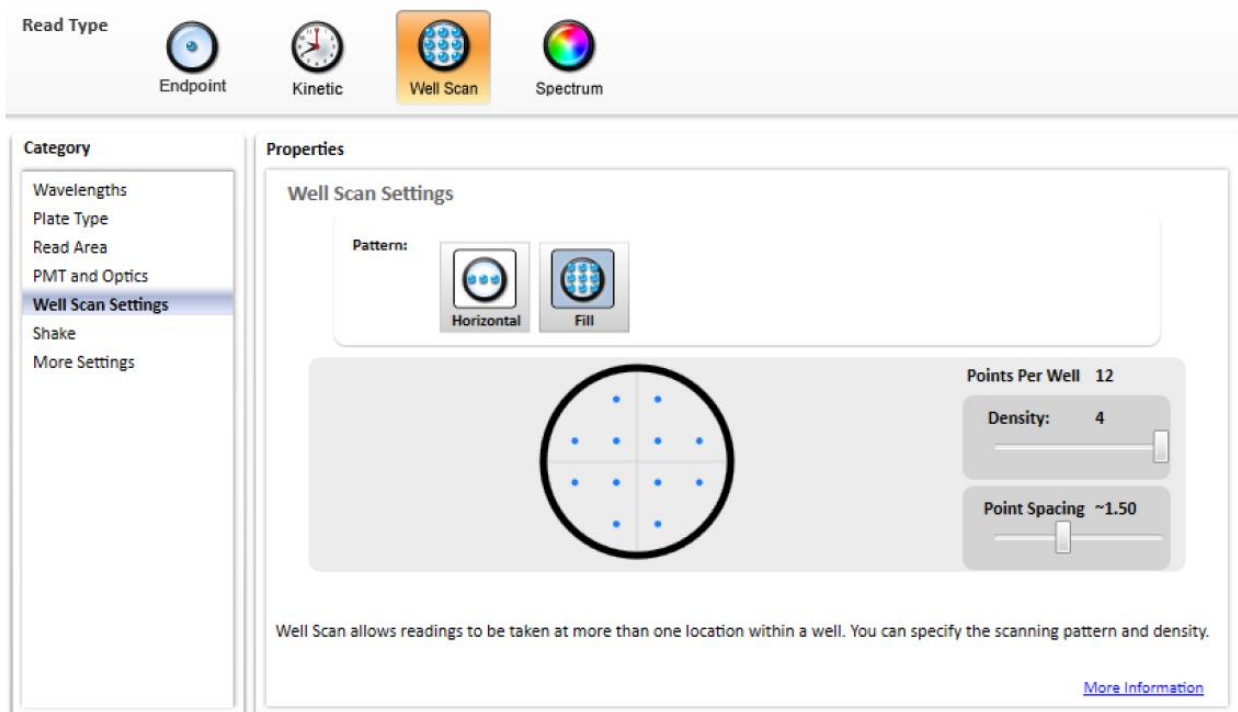 Read Type
Endpoint
Kinetic
Well Scan
Spectrum
Category
Wavelengths
Plate Type
Read Area
PMT and Optics
Well Scan Settings
Shake
More Settings
Properties
Well Scan Settings
Pattern:
Horizontal
Fill
Points Per Well 12
Density: 4
Point Spacing ~1.50
Well Scan allows readings to be taken at more than one location within a well. You can specify the scanning pattern and density.
More Information